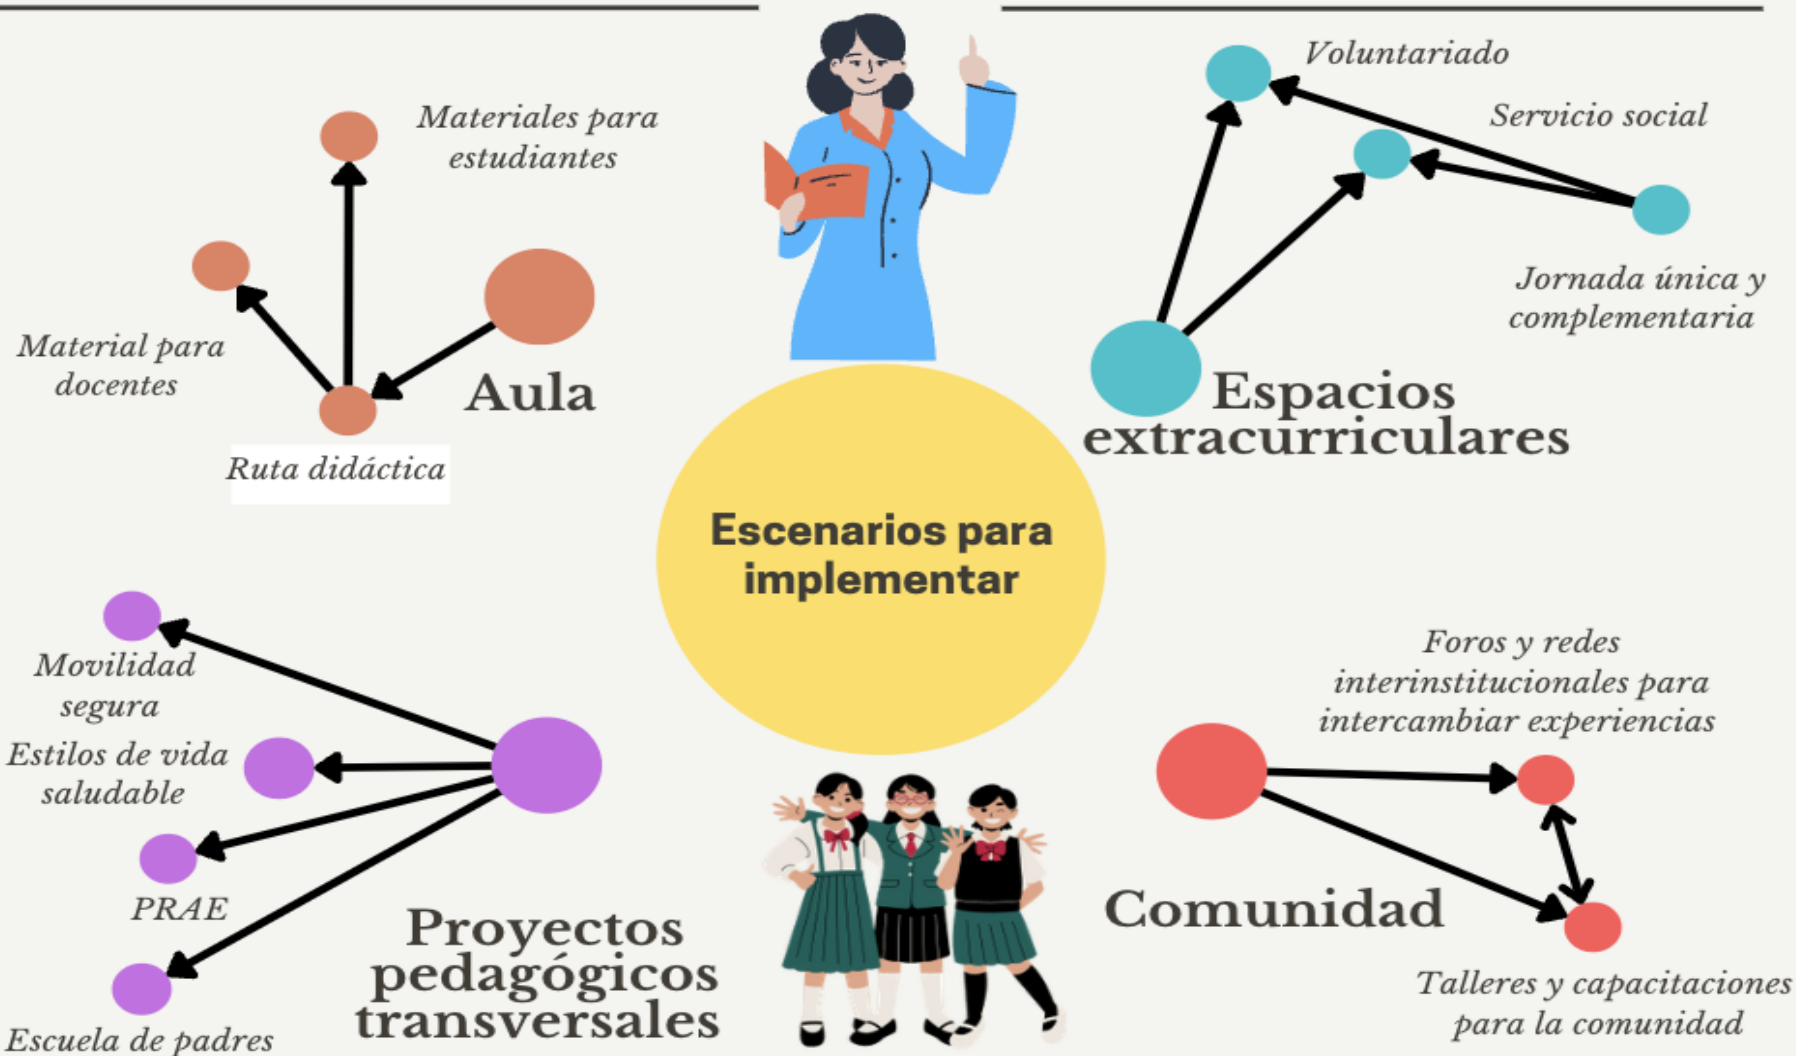 Materiales para
estudiantes
Material para
docentes
Aula
Ruta didáctica
Voluntariado
Servicio social
Jornada única y
complementaria
Espacios
extracurriculares
Escenarios para
implementar
Movilidad
segura
Estilos de vida
saludable
PRAE
Escuela de padres
Proyectos
pedagógicos
transversales
Foros y redes
interinstitucionales para
intercambiar experiencias
Comunidad
Talleres y capacitaciones
para la comunidad